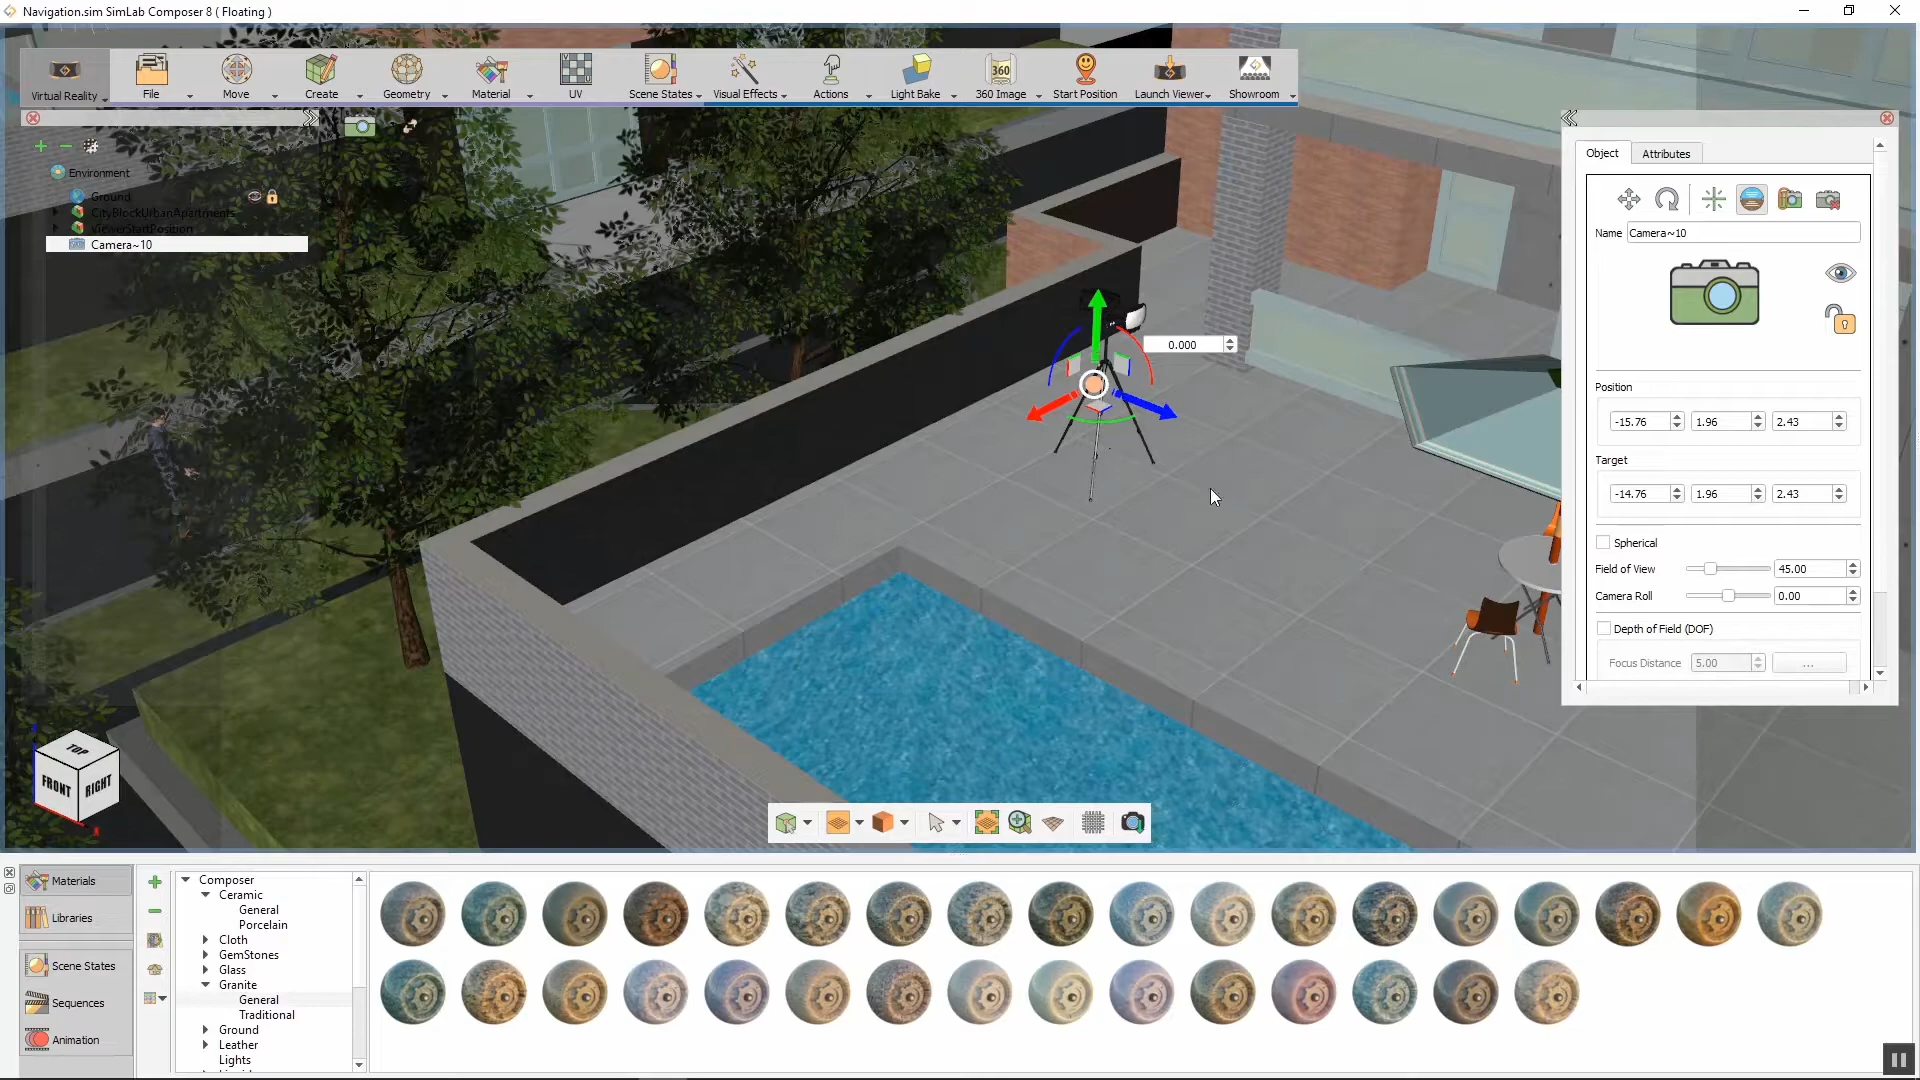 Navigation.sim SimLab Composer 8 ( Floating )
Virtual Reality
File
Move
Create
Geometry
Material
UV
Scene States
Visual Effects
Actions
Light Bake
360 Image
Start Position
Launch Viewer
Showroom
360
Environment
Ground
CityBlockUrbanApartments
ViewerStartPosition
Camera~10
0.000
Object
Attributes
Name
Camera~10
Position
-15.76
1.96
2.43
Target
-14.76
1.96
2.43
Spherical
Field of View
45.00
Camera Roll
0.00
Depth of Field (DOF)
Focus Distance
5.00
...
TOP
FRONT
RIGHT
Materials
Libraries
Scene States
Sequences
Animation
Composer
Ceramic
General
Porcelain
Cloth
GemStones
Glass
Granite
General
Traditional
Ground
Leather
Lights